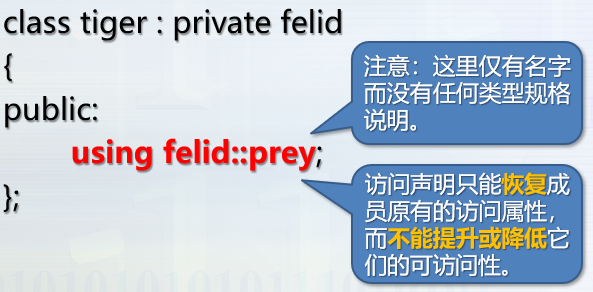 class tiger : private felid
{
public:
using felid::prey;
};
注意：这里仅有名字
而没有任何类型规格
说明。
访问声明只能恢复成
员原有的访问属性，
而不能提升或降低它
们的可访问性。